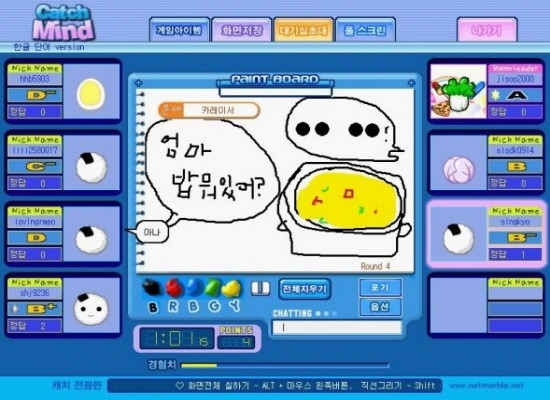 Catch
Mind
한글 단어 version
게임아이템
화면저장
대기실초대
풀 스크린
나가기
Nick Name
hhb5903
D
정답 0
PAINT BOARD
카레이서
Room Leader
jisoo2000
A
정답 0
엄마
밥뭐있어?
●● ●●!
Nick Name
C
정답 0
Nick Name
eisdk0914
B
정답 0
Nick Name
D
정답 0
아나
Nick Name
singkyo
B
정답 1
Nick Name
shj9236
B+
정답 2
Nick Name
정답
Round 4
B R B G Y
전체지우기
포기
옵션
CHATTING
1:01 15
POINTS
4
경험치
캐치 전광판
♡ 화면전체 칠하기 - ALT + 마우스 왼쪽버튼, 직선그리기 - Shift
www.netmarble.net